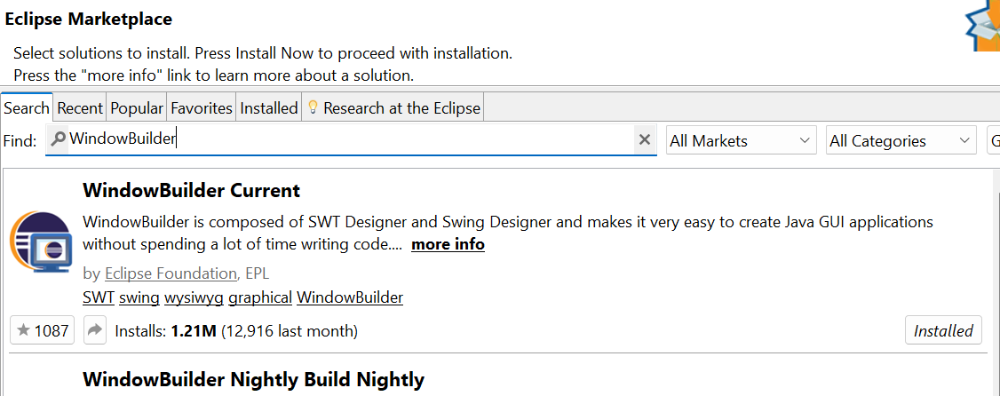 Eclipse Marketplace
Select solutions to install. Press Install Now to proceed with installation.
Press the "more info" link to learn more about a solution.
Search Recent Popular Favorites Installed Research at the Eclipse
Find: WindowBuilder All Markets All Categories G
WindowBuilder Current
WindowBuilder is composed of SWT Designer and Swing Designer and makes it very easy to create Java GUI applications
without spending a lot of time writing code.... more info
by Eclipse Foundation, EPL
SWT swing wysiwyg graphical WindowBuilder
1087 Installs: 1.21M (12,916 last month) Installed
WindowBuilder Nightly Build Nightly